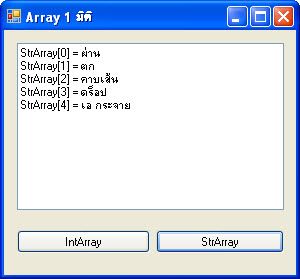 Array 1 มิติ
StrArray[0] = ผ่าน
StrArray[1] = ตก
StrArray[2] = คาบเส้น
StrArray[3] = ดร๊อป
StrArray[4] = เอ กระจาย
IntArray
StrArray